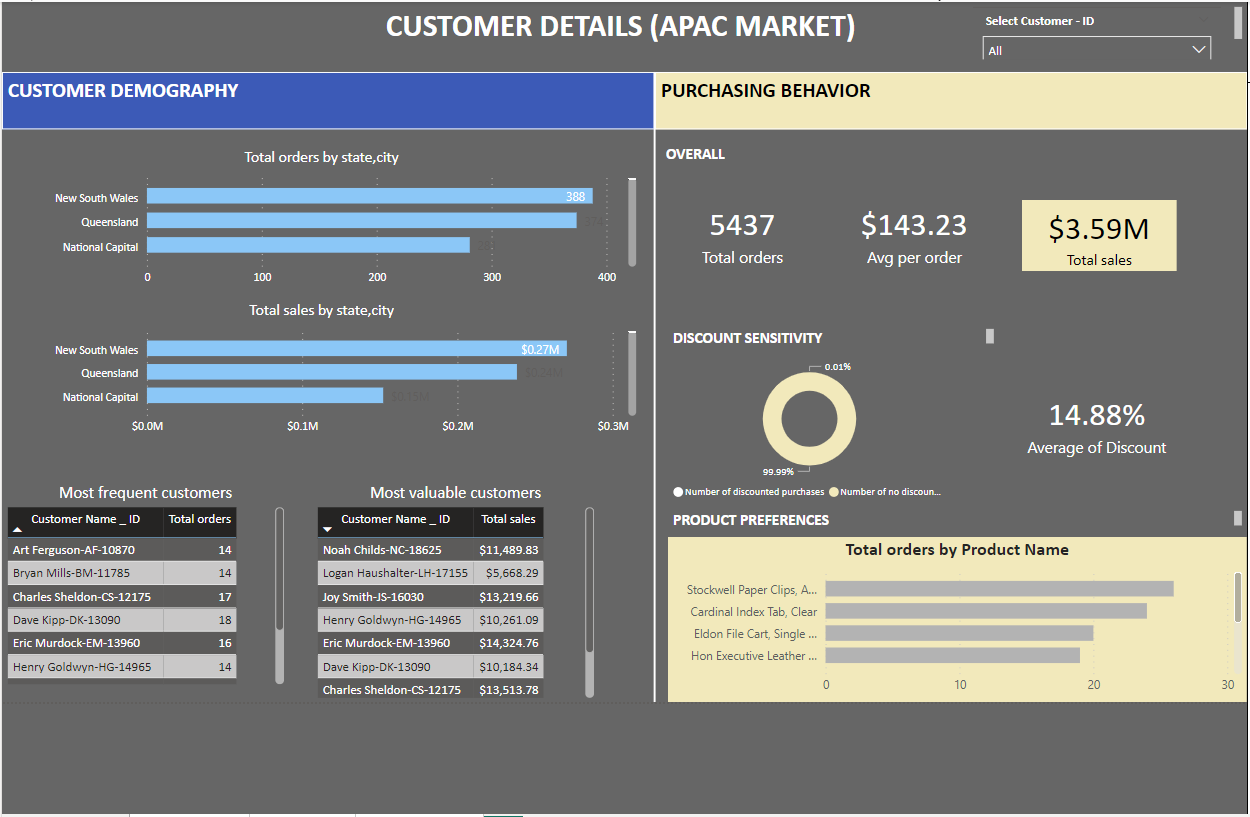 CUSTOMER DETAILS (APAC MARKET)
Select Customer - ID
All
CUSTOMER DEMOGRAPHY
Total orders by state,city
New South Wales
388
Queensland
National Capital
0 100 200 300 400
Total sales by state,city
New South Wales
$0.27M
Queensland
$0.24M
National Capital
$0.15M
$0.0M $0.1M $0.2M $0.3M
Most frequent customers
Customer Name _ ID Total orders
Art Ferguson-AF-10870 14
Bryan Mills-BM-11785 14
Charles Sheldon-CS-12175 17
Dave Kipp-DK-13090 18
Eric Murdock-EM-13960 16
Henry Goldwyn-HG-14965 14
Most valuable customers
Customer Name _ ID Total sales
Noah Childs-NC-18625 $11,489.83
Logan Haushalter-LH-17155 $5,668.29
Joy Smith-JS-16030 $13,219.66
Henry Goldwyn-HG-14965 $10,261.09
Eric Murdock-EM-13960 $14,324.76
Dave Kipp-DK-13090 $10,184.34
Charles Sheldon-CS-12175 $13,513.78
PURCHASING BEHAVIOR
OVERALL
5437
Total orders
$143.23
Avg per order
$3.59M
Total sales
DISCOUNT SENSITIVITY
0.01%
99.99%
Number of discounted purchases Number of no discoun...
14.88%
Average of Discount
PRODUCT PREFERENCES
Total orders by Product Name
Stockwell Paper Clips, A...
Cardinal Index Tab, Clear
Eldon File Cart, Single ...
Hon Executive Leather ...
0 10 20 30